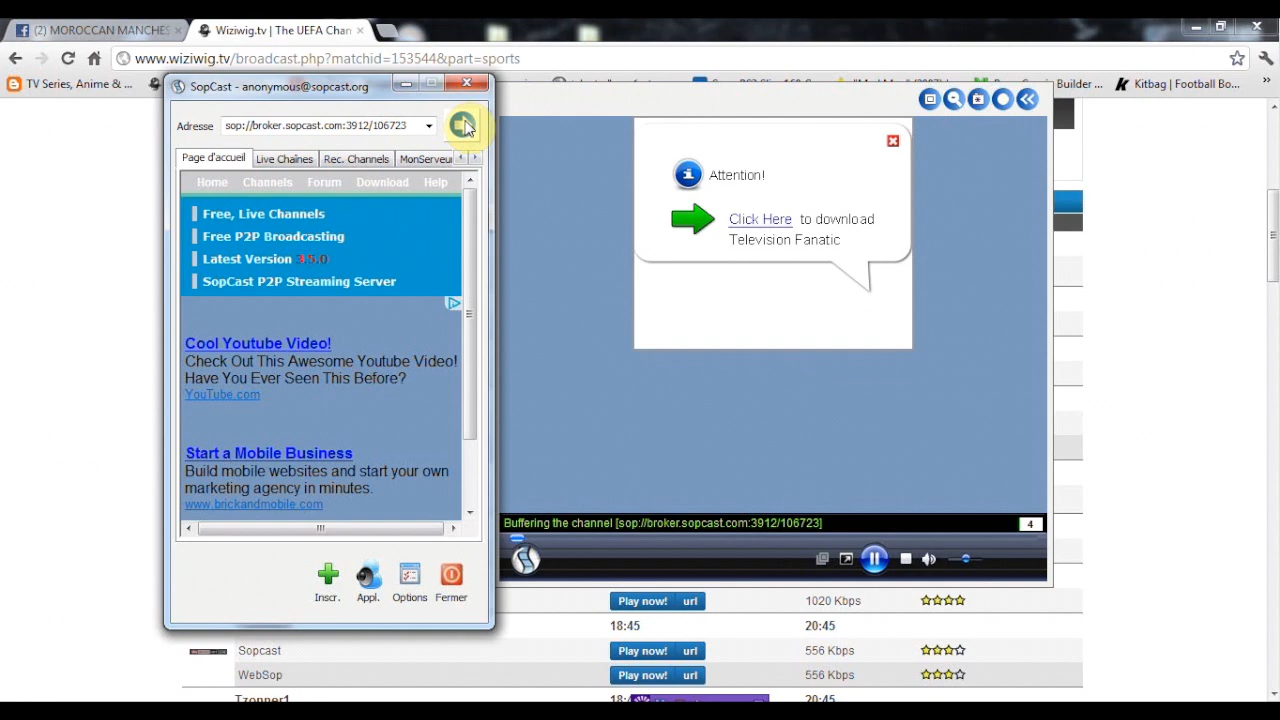 (2) MOROCCAN MANCHES
Wiziwig.tv | The UEFA Chan
www.wiziwig.tv/broadcast.php?matchid=153544&part=sports
TV Series, Anime & ...
Builder ...
Kitbag | Football Bo...
SopCast - anonymous@sopcast.org
Adresse
sop://broker.sopcast.com:3912/106723
Page d'accueil
Live Chaînes
Rec. Channels
MonServeu
Home
Channels
Forum
Download
Help
Free, Live Channels
Free P2P Broadcasting
Latest Version 3.5.0
SopCast P2P Streaming Server
Cool Youtube Video!
Check Out This Awesome Youtube Video!
Have You Ever Seen This Before?
YouTube.com
Start a Mobile Business
Build mobile websites and start your own
marketing agency in minutes.
www.brickandmobile.com
Inscr.
Appl.
Options
Fermer
Attention!
Click Here to download
Television Fanatic
Buffering the channel [sop://broker.sopcast.com:3912/106723]
4
Play now! url 1020 Kbps
18:45 20:45
Sopcast Play now! url 556 Kbps
WebSop Play now! url 556 Kbps
20:45